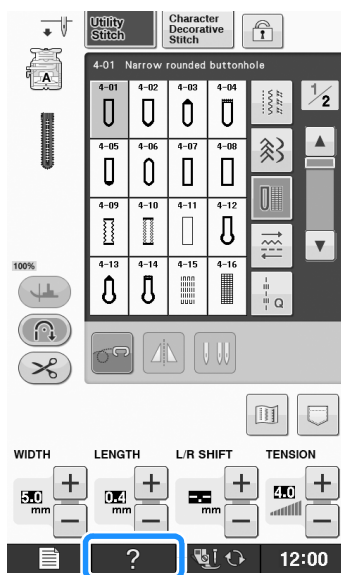 Utility Stitch
Character Decorative Stitch
A
4-01 Narrow rounded buttonhole
4-01 4-02 4-03 4-04
1/2
4-05 4-06 4-07 4-08
4-09 4-10 4-11 4-12
4-13 4-14 4-15 4-16
Q
100%
WIDTH LENGTH L/R SHIFT TENSION
5.0 mm + − 0.4 mm + − -.- mm + − 4.0 + −
? 12:00